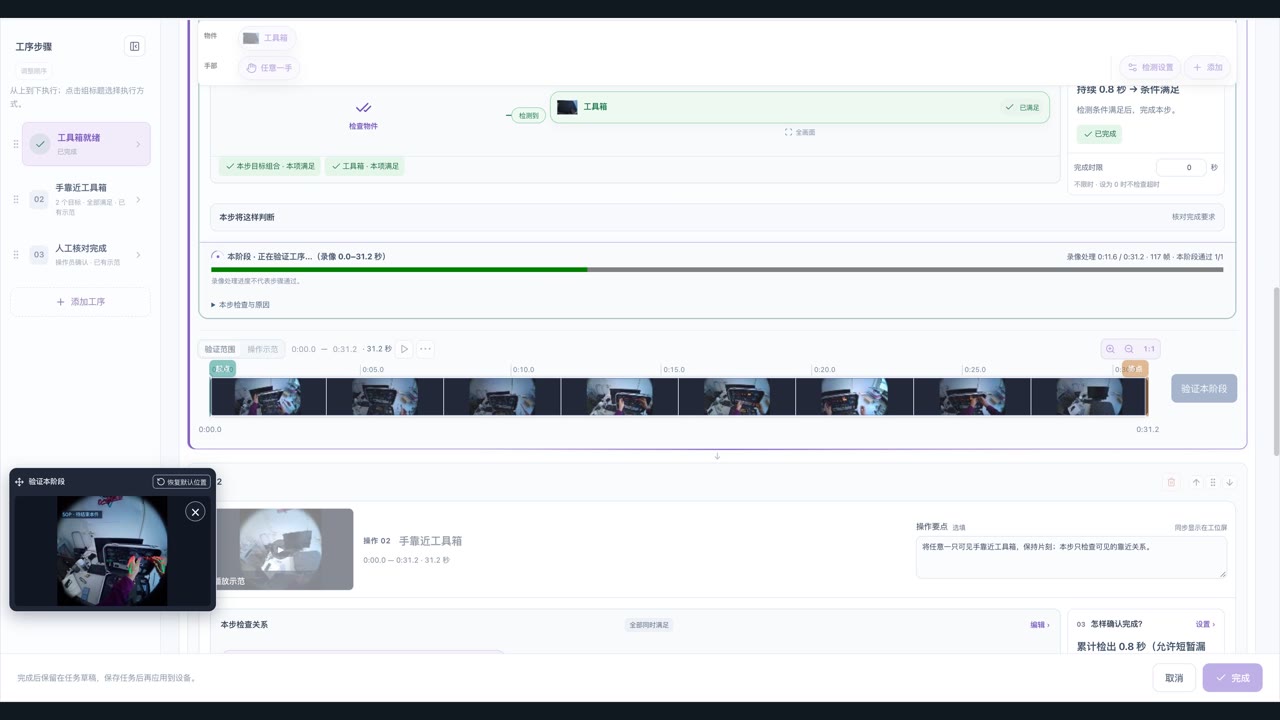 工序步骤
调整顺序
从上到下执行；点击组标题选择执行方式。
工具箱就绪
已完成
02
手靠近工具箱
2 个目标 · 全部满足 · 已有示范
03
人工核对完成
操作员确认 · 已有示范
添加工序
物件
工具箱
手部
任意一手
检测设置
添加
检查物件
检测到
工具箱
已满足
全画面
本步目标组合 · 本项满足
工具箱 · 本项满足
持续 0.8 秒 → 条件满足
检测条件满足后，完成本步。
已完成
完成时限
0
秒
不限时 · 设为 0 时不检查超时
本步将这样判断
核对完成要求
本阶段 · 正在验证工序...（录像 0.0–31.2 秒）
录像处理 0:11.6 / 0:31.2 · 117 帧 · 本阶段通过 1/1
录像处理进度不代表步骤通过。
本步检查与原因
验证范围
操作示范
0:00.0 — 0:31.2 · 31.2 秒
1:1
0:05.0
0:10.0
0:15.0
0:20.0
0:25.0
验证本阶段
0:00.0
0:31.2
验证本阶段
恢复默认位置
2
播放示范
操作 02 手靠近工具箱
0:00.0 — 0:31.2 · 31.2 秒
操作要点 选填
同步显示在工位屏
将任意一只可见手靠近工具箱，保持片刻；本步只检查可见的靠近关系。
本步检查关系
全部同时满足
编辑 ›
03 怎样确认完成?
设置 ›
累计检出 0.8 秒（允许短暂漏
完成后保留在任务草稿，保存任务后再应用到设备。
取消
完成